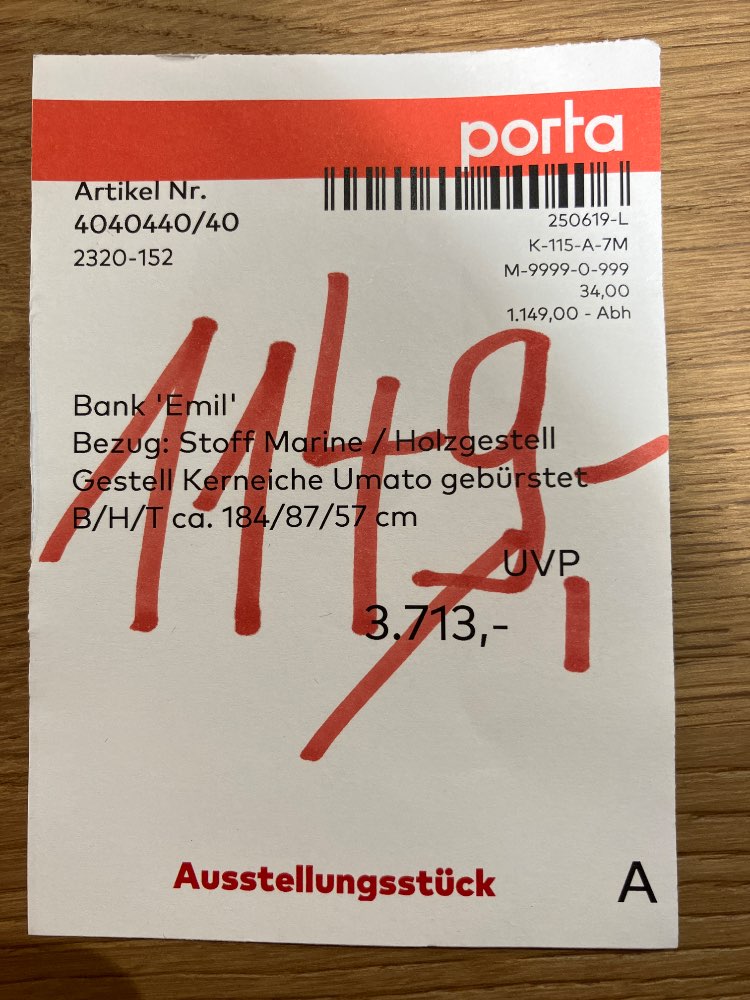 porta
Artikel Nr.
4040440/40
2320-152
250619-L
K-115-A-7M
M-9999-0-999
34,00
1.149,00 - Abh
1149,-
Bank 'Emil'
Bezug: Stoff Marine / Holzgestell
Gestell Kerneiche Umato gebürstet
B/H/T ca. 184/87/57 cm
UVP
3.713,-
Ausstellungsstück
A